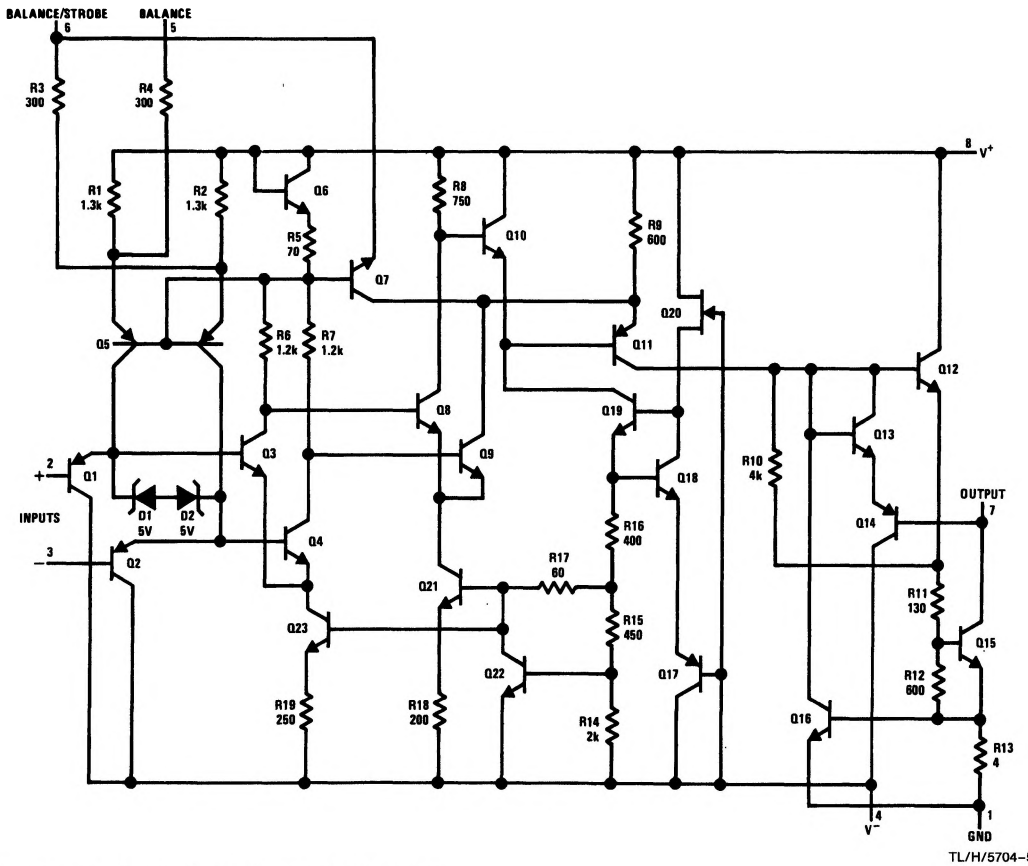 BALANCE/STROBE
6
BALANCE
5
R3
300
R4
300
8 V+
R1
1.3k
R2
1.3k
Q6
R5
70
R8
750
Q10
R9
600
Q7
Q20
Q5
R6
1.2k
R7
1.2k
Q11
Q12
Q8
Q19
Q13
Q3
Q9
Q18
R10
4k
2
+
Q1
INPUTS
D1
5V
D2
5V
OUTPUT
7
Q14
R16
400
3
−
Q2
Q4
R17
60
R11
130
Q21
R15
450
Q23
Q15
Q22
Q17
R12
600
R19
250
R18
200
R14
2k
Q16
R13
4
4
V−
1
GND
TL/H/5704-5